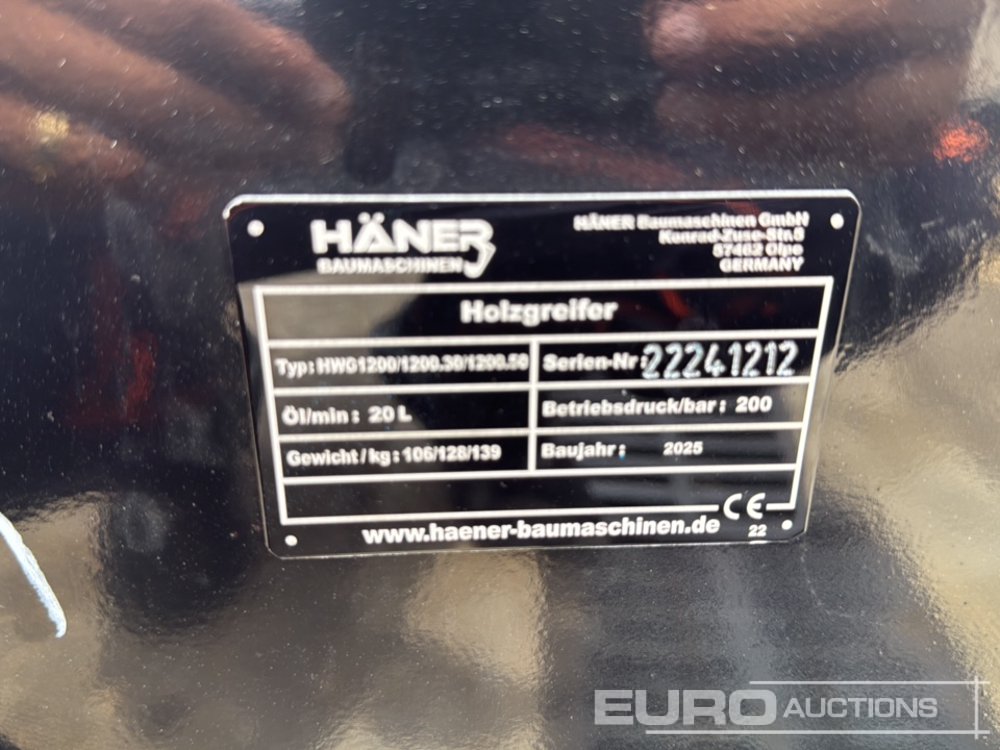 HÄNER
BAUMASCHINEN
HÄNER Baumaschinen GmbH
Konrad-Zuse-Str.8
57462 Olpe
GERMANY
Holzgreifer
Typ: HWG1200/1200.30/1200.50
Serien-Nr: 22241212
Öl/min: 20 L
Betriebsdruck/bar: 200
Gewicht/kg: 106/128/139
Baujahr: 2025
CE
22
www.haener-baumaschinen.de
EURO AUCTIONS